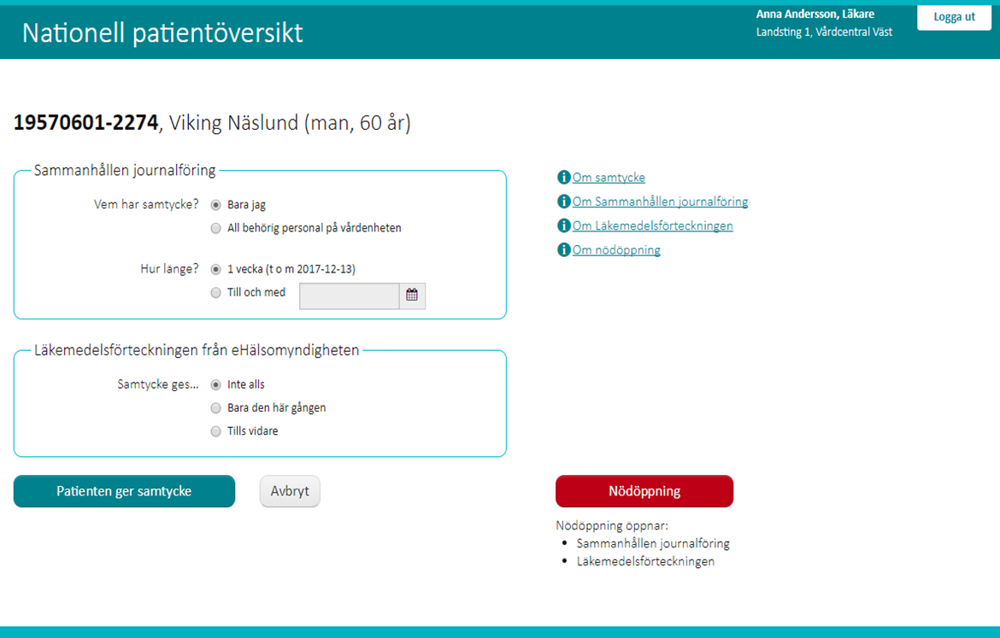 Nationell patientöversikt
Anna Andersson, Läkare
Landsting 1, Vårdcentral Väst
Logga ut
19570601-2274, Viking Näslund (man, 60 år)
Sammanhållen journalföring
Vem har samtycke? Bara jag
All behörig personal på vårdenheten
Hur länge? 1 vecka (t o m 2017-12-13)
Till och med
Om samtycke
Om Sammanhållen journalföring
Om Läkemedelsförteckningen
Om nödöppning
Läkemedelsförteckningen från eHälsomyndigheten
Samtycke ges... Inte alls
Bara den här gången
Tills vidare
Patienten ger samtycke
Avbryt
Nödöppning
Nödöppning öppnar:
• Sammanhållen journalföring
• Läkemedelsförteckningen